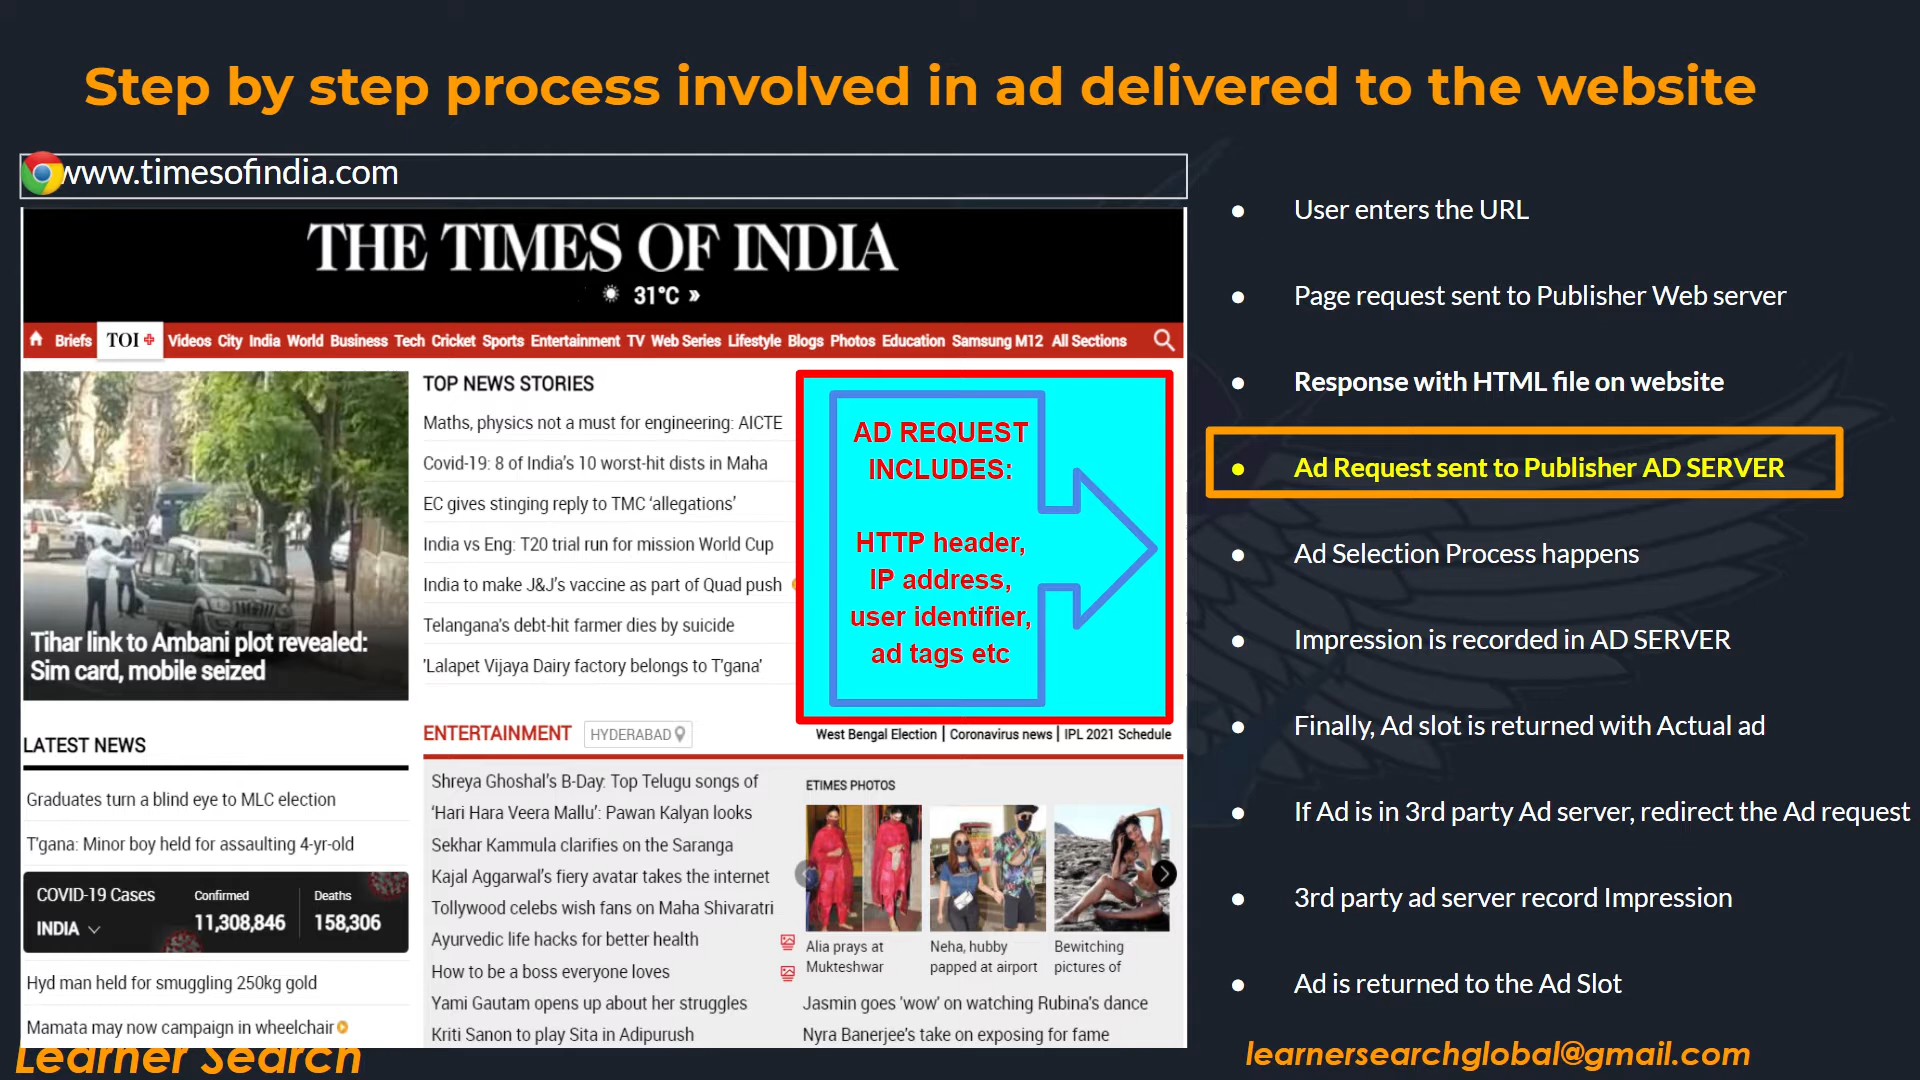 Step by step process involved in ad delivered to the website
www.timesofindia.com
THE TIMES OF INDIA
31°C »
Briefs TOI+ Videos City India World Business Tech Cricket Sports Entertainment TV Web Series Lifestyle Blogs Photos Education Samsung M12 All Sections
Tihar link to Ambani plot revealed:
Sim card, mobile seized
LATEST NEWS
Graduates turn a blind eye to MLC election
T'gana: Minor boy held for assaulting 4-yr-old
COVID-19 Cases
INDIA
Confirmed
11,308,846
Deaths
158,306
Hyd man held for smuggling 250kg gold
Mamata may now campaign in wheelchair
TOP NEWS STORIES
Maths, physics not a must for engineering: AICTE
Covid-19: 8 of India's 10 worst-hit dists in Maha
EC gives stinging reply to TMC ‘allegations’
India vs Eng: T20 trial run for mission World Cup
India to make J&J's vaccine as part of Quad push
Telangana's debt-hit farmer dies by suicide
'Lalapet Vijaya Dairy factory belongs to T'gana'
AD REQUEST
INCLUDES:
HTTP header,
IP address,
user identifier,
ad tags etc
ENTERTAINMENT
HYDERABAD
West Bengal Election | Coronavirus news | IPL 2021 Schedule
Shreya Ghoshal's B-Day: Top Telugu songs of
‘Hari Hara Veera Mallu’: Pawan Kalyan looks
Sekhar Kammula clarifies on the Saranga
Kajal Aggarwal's fiery avatar takes the internet
Tollywood celebs wish fans on Maha Shivaratri
Ayurvedic life hacks for better health
How to be a boss everyone loves
Yami Gautam opens up about her struggles
Kriti Sanon to play Sita in Adipurush
ETIMES PHOTOS
Alia prays at
Mukteshwar
Neha, hubby
papped at airport
Bewitching
pictures of
Jasmin goes 'wow' on watching Rubina's dance
Nyra Banerjee's take on exposing for fame
● User enters the URL
● Page request sent to Publisher Web server
● Response with HTML file on website
● Ad Request sent to Publisher AD SERVER
● Ad Selection Process happens
● Impression is recorded in AD SERVER
● Finally, Ad slot is returned with Actual ad
● If Ad is in 3rd party Ad server, redirect the Ad request
● 3rd party ad server record Impression
● Ad is returned to the Ad Slot
Learner Search
learnersearchglobal@gmail.com